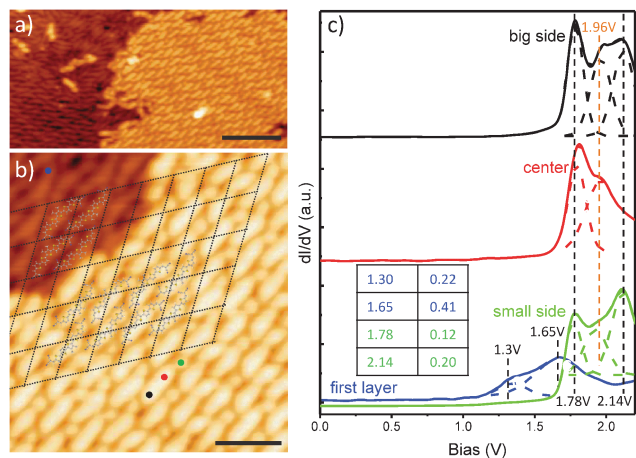 a)
b)
c)
big side
1.96V
center
dI/dV (a.u.)
1.30 0.22
1.65 0.41
1.78 0.12
2.14 0.20
small side
1.65V
1.3V
first layer
1.78V 2.14V
0.0 0.5 1.0 1.5 2.0
Bias (V)